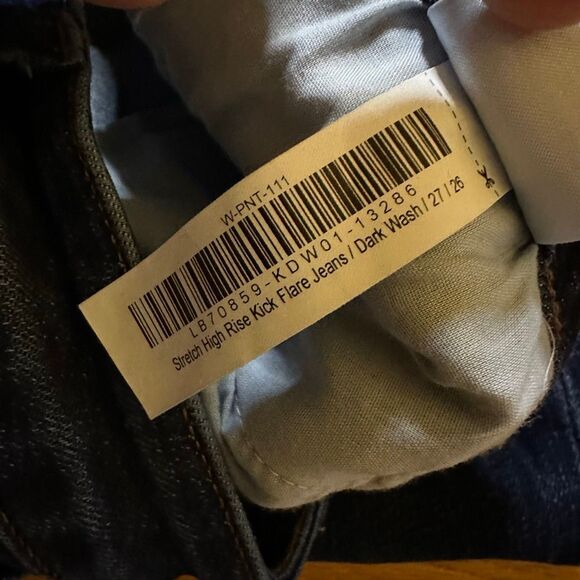 W-PNT-111
LB70859-KDW01-13286
Stretch High Rise Kick Flare Jeans / Dark Wash / 27 / 26